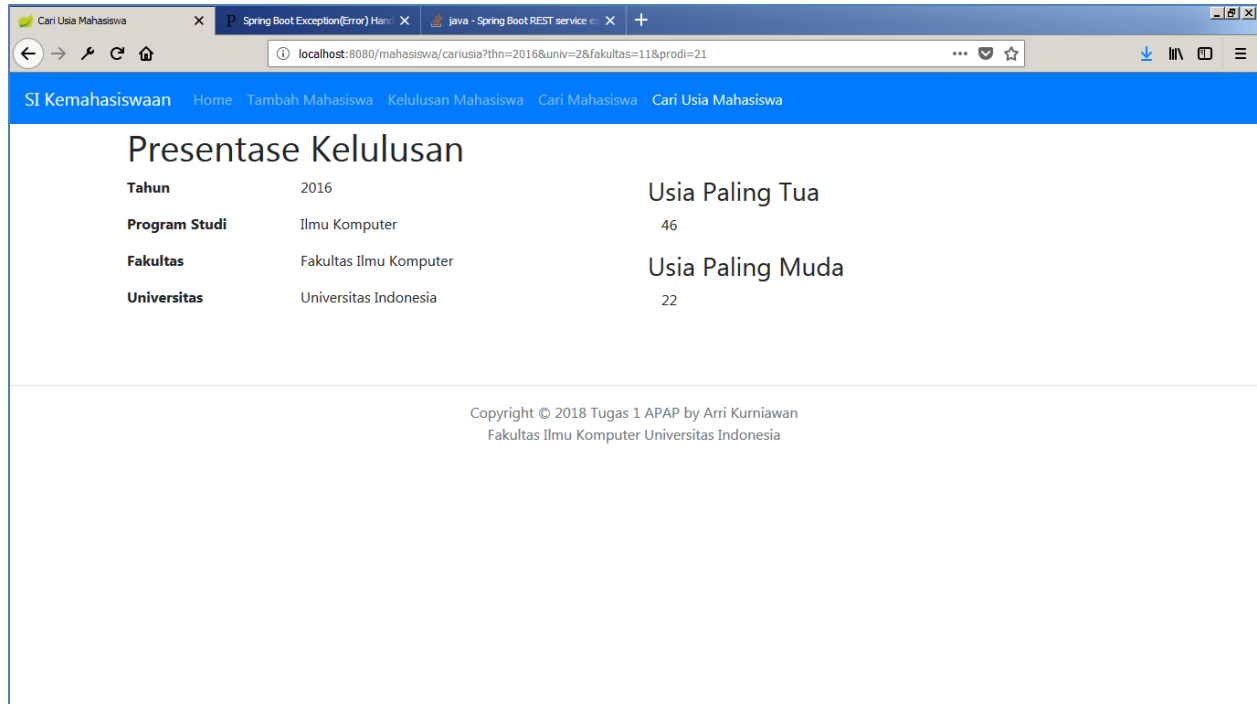 Cari Usia Mahasiswa
Spring Boot Exception(Error) Hand
java - Spring Boot REST service ex
localhost:8080/mahasiswa/cariusia?thn=2016&univ=2&fakultas=11&prodi=21
SI Kemahasiswaan Home Tambah Mahasiswa Kelulusan Mahasiswa Cari Mahasiswa Cari Usia Mahasiswa
Presentase Kelulusan
Tahun 2016
Program Studi Ilmu Komputer
Fakultas Fakultas Ilmu Komputer
Universitas Universitas Indonesia
Usia Paling Tua
46
Usia Paling Muda
22
Copyright © 2018 Tugas 1 APAP by Arri Kurniawan
Fakultas Ilmu Komputer Universitas Indonesia